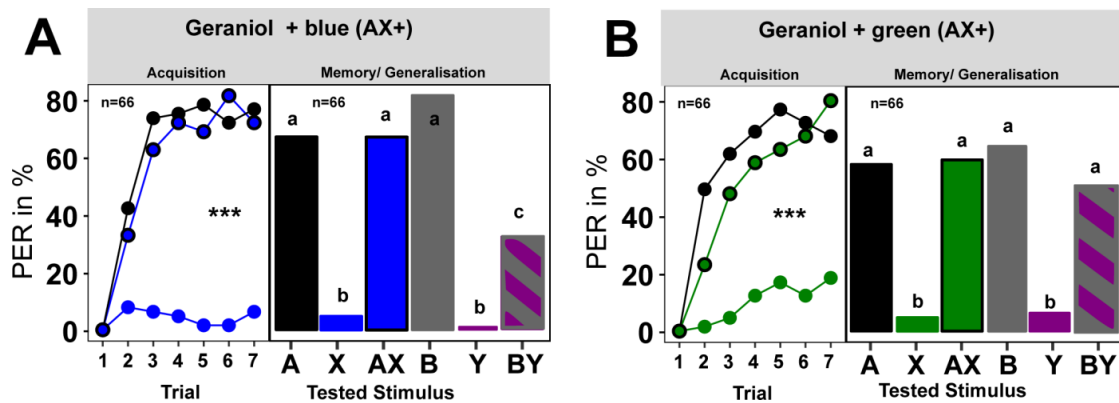 A
Geraniol + blue (AX+)
Acquisition
Memory/ Generalisation
PER in %
80
60
40
20
0
n=66
***
1 2 3 4 5 6 7
Trial
n=66
a
b
a
a
b
c
A X AX B Y BY
Tested Stimulus
B
Geraniol + green (AX+)
Acquisition
Memory/ Generalisation
PER in %
80
60
40
20
0
n=66
***
1 2 3 4 5 6 7
Trial
n=66
a
b
a
a
b
a
A X AX B Y BY
Tested Stimulus